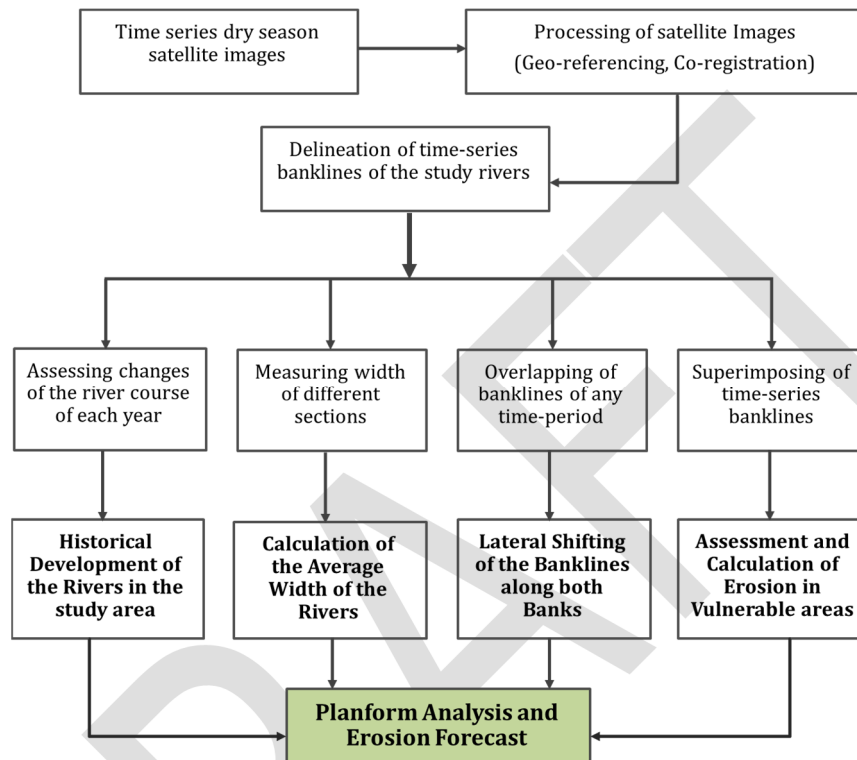 Time series dry season
satellite images
Processing of satellite Images
(Geo-referencing, Co-registration)
Delineation of time-series
banklines of the study rivers
Assessing changes
of the river course
of each year
Measuring width
of different
sections
Overlapping of
banklines of any
time-period
Superimposing of
time-series
banklines
Historical
Development of
the Rivers in the
study area
Calculation of
the Average
Width of the
Rivers
Lateral Shifting
of the Banklines
along both
Banks
Assessment and
Calculation of
Erosion in
Vulnerable areas
Planform Analysis and
Erosion Forecast
DRAFT